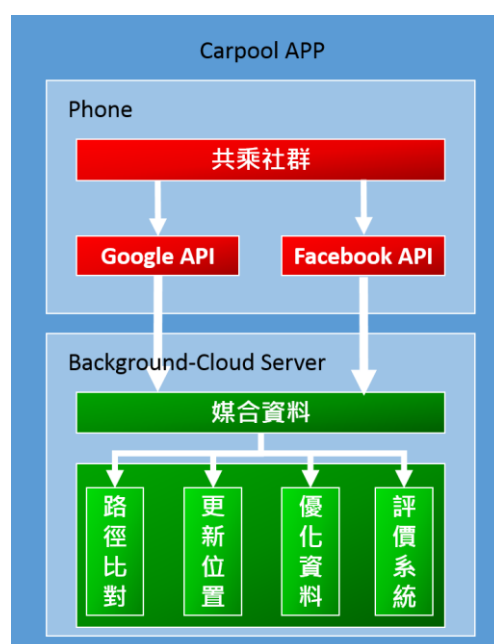 Carpool APP
Phone
共乘社群
Google API
Facebook API
Background-Cloud Server
媒合資料
路徑比對
更新位置
優化資料
評價系統